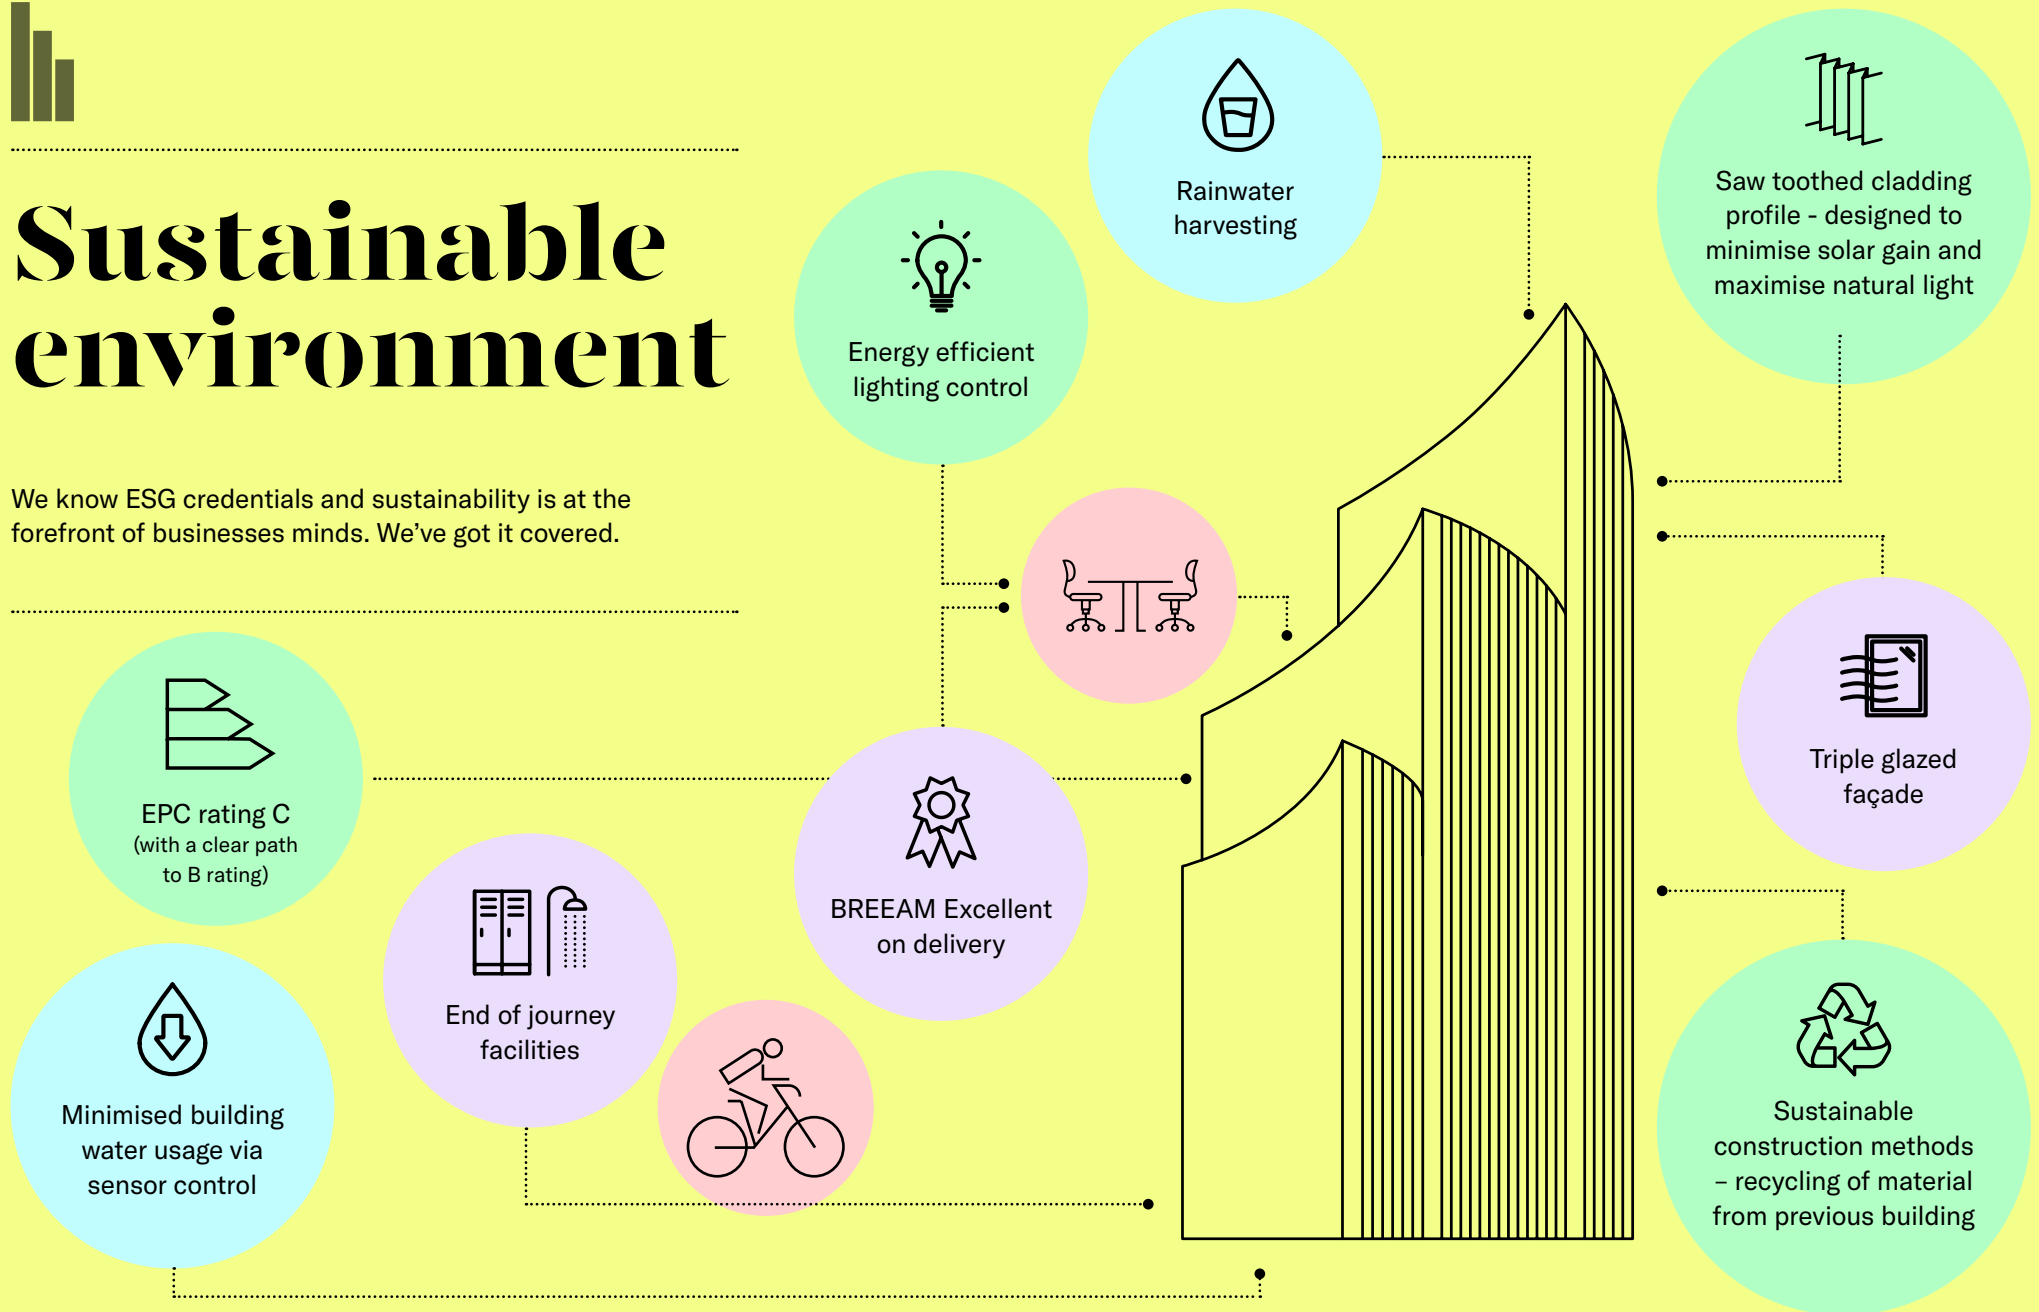 Sustainable
environment
We know ESG credentials and sustainability is at the
forefront of businesses minds. We've got it covered.
Energy efficient
lighting control
Rainwater
harvesting
Saw toothed cladding
profile - designed to
minimise solar gain and
maximise natural light
Triple glazed
façade
EPC rating C
(with a clear path
to B rating)
End of journey
facilities
BREEAM Excellent
on delivery
Minimised building
water usage via
sensor control
Sustainable
construction methods
– recycling of material
from previous building